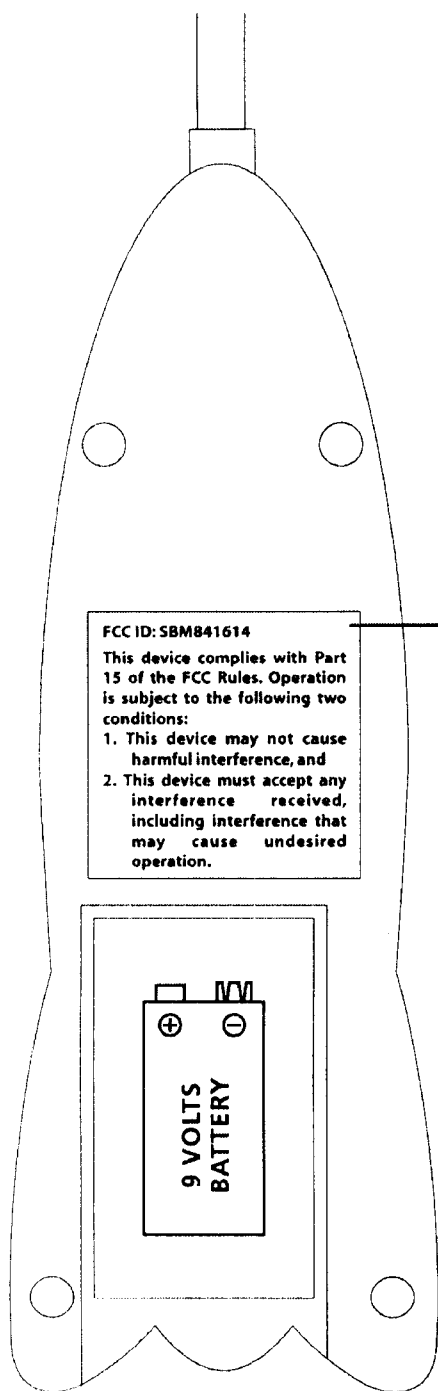 FCC ID: SBM841614
This device complies with Part
15 of the FCC Rules. Operation
is subject to the following two
conditions:
1. This device may not cause
harmful interference, and
2. This device must accept any
interference received,
including interference that
may cause undesired
operation.
+ −
9 VOLTS
BATTERY